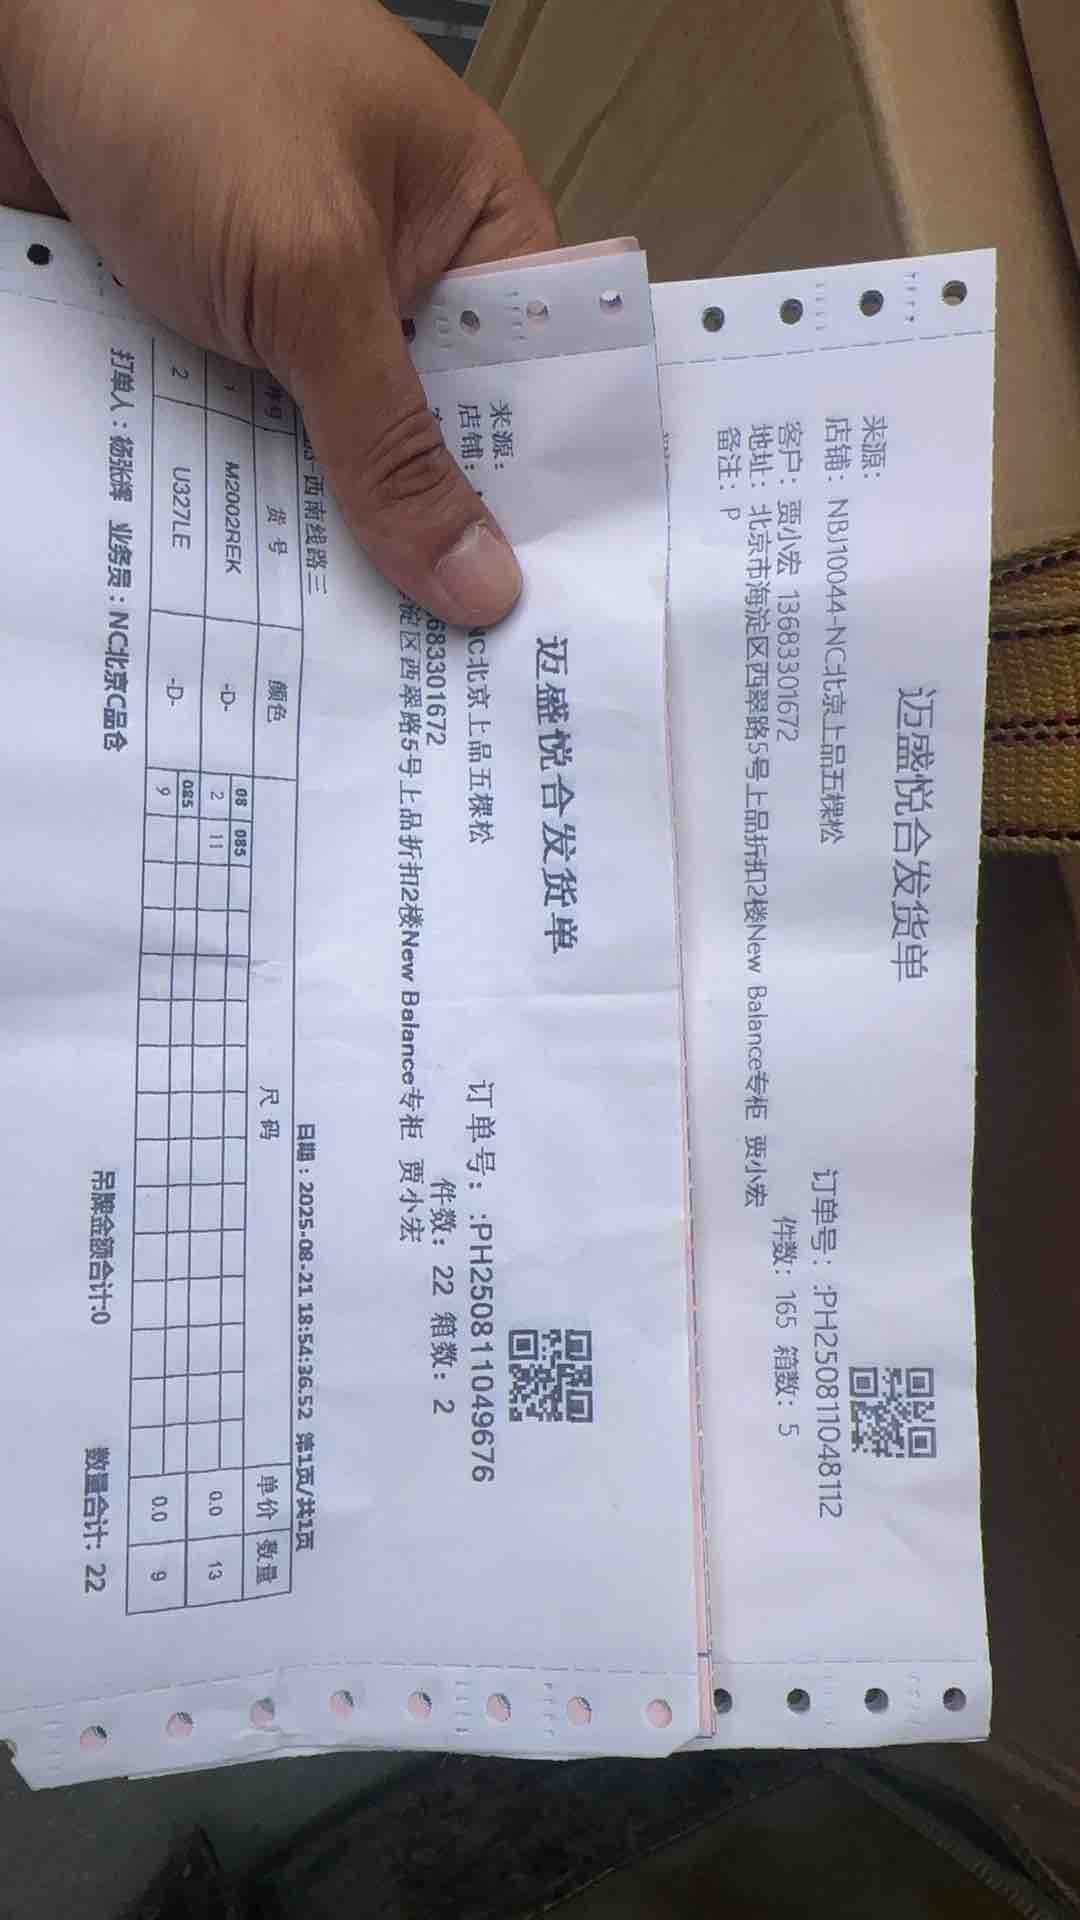 迈盛悦合发货单
来源:
店铺: NBJ10044-NC北京上品五棵松
订单号: :PH250811048112
客户: 贾小宏 13683301672
件数: 165 箱数: 5
地址: 北京市海淀区西翠路5号上品折扣2楼New Balance专柜 贾小宏
备注: P
迈盛悦合发货单
来源:
店铺:
NC北京上品五棵松
订单号: :PH250811049676
683301672
件数: 22 箱数: 2
淀区西翠路5号上品折扣2楼New Balance专柜 贾小宏
西南线路三
日期：2025-08-21 18:54:36.52 第1页/共1页
号 货 号 颜色 尺 码 单价 数量
1 M2002REK -D- 08 085 0.0 13
2 11
2 U327LE -D- 085 0.0 9
9
打单人：杨张辉 业务员：NC北京C品仓 吊牌金额合计:0 数量合计: 22